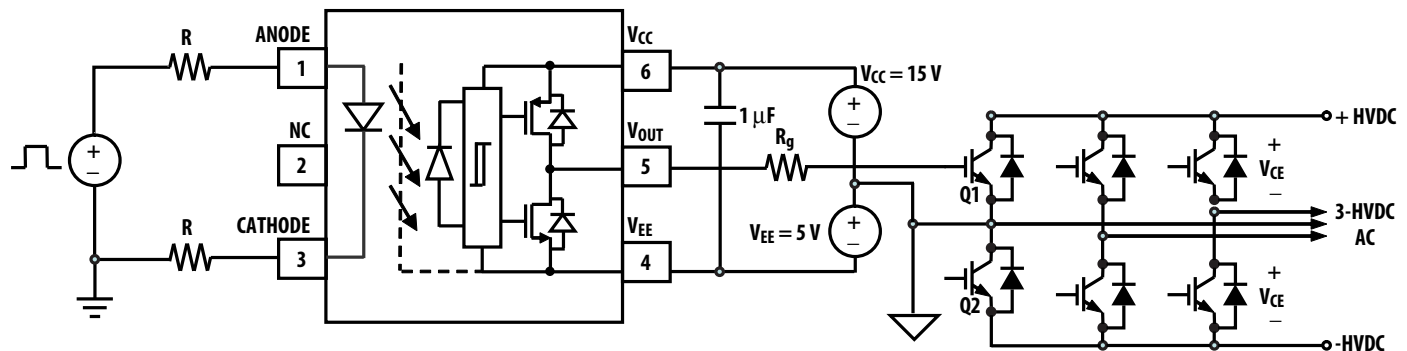 R
ANODE
1
NC
2
CATHODE
R
3
+
−
VCC
6
VOUT
5
VEE
4
1 μF
Rg
VCC = 15 V
+
−
VEE = 5 V
+
−
+ HVDC
Q1
+
VCE
−
3-HVDC
AC
Q2
+
VCE
−
-HVDC